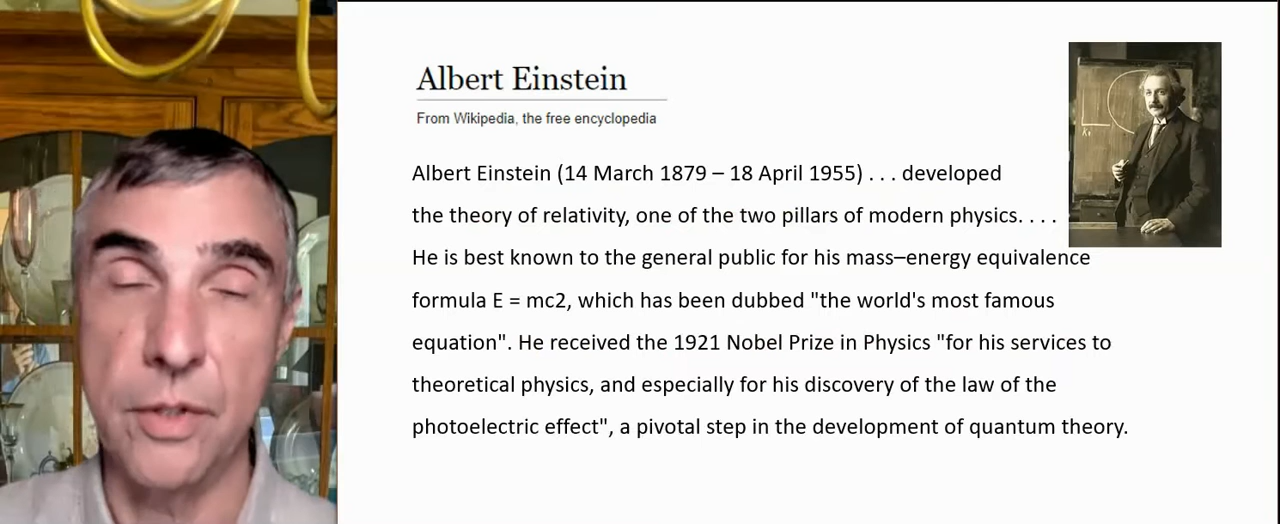 Albert Einstein
From Wikipedia, the free encyclopedia
Albert Einstein (14 March 1879 – 18 April 1955) . . . developed
the theory of relativity, one of the two pillars of modern physics. . . .
He is best known to the general public for his mass–energy equivalence
formula E = mc2, which has been dubbed "the world's most famous
equation". He received the 1921 Nobel Prize in Physics "for his services to
theoretical physics, and especially for his discovery of the law of the
photoelectric effect", a pivotal step in the development of quantum theory.